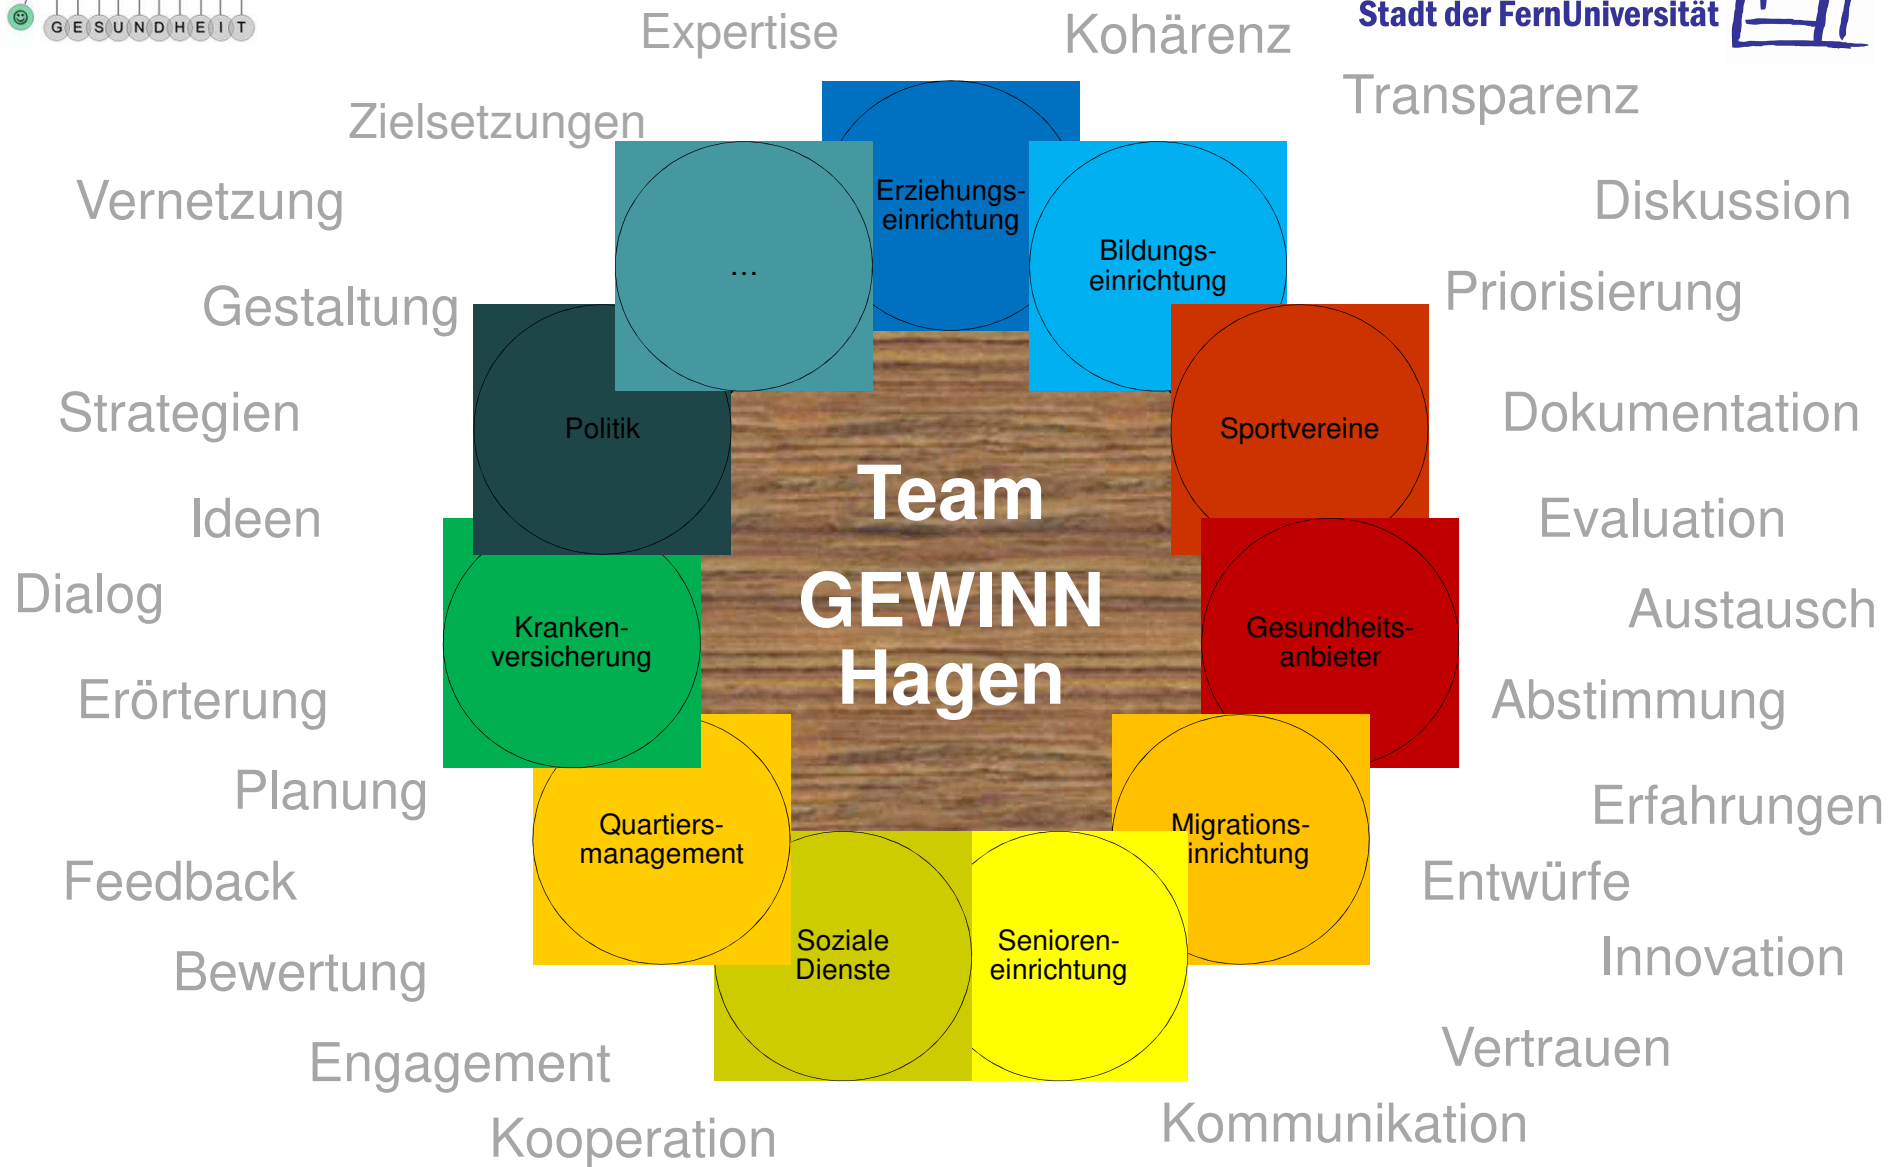 GESUNDHEIT
Stadt der FernUniversität
Expertise
Kohärenz
Transparenz
Zielsetzungen
Vernetzung
Diskussion
Gestaltung
Priorisierung
Strategien
Dokumentation
Ideen
Evaluation
Dialog
Austausch
Erörterung
Abstimmung
Planung
Erfahrungen
Feedback
Entwürfe
Bewertung
Innovation
Engagement
Vertrauen
Kooperation
Kommunikation
Erziehungs-
einrichtung
Bildungs-
einrichtung
Sportvereine
Gesundheits-
anbieter
Migrations-
inrichtung
Senioren-
einrichtung
Soziale
Dienste
Quartiers-
management
Kranken-
versicherung
Politik
...
Team
GEWINN
Hagen